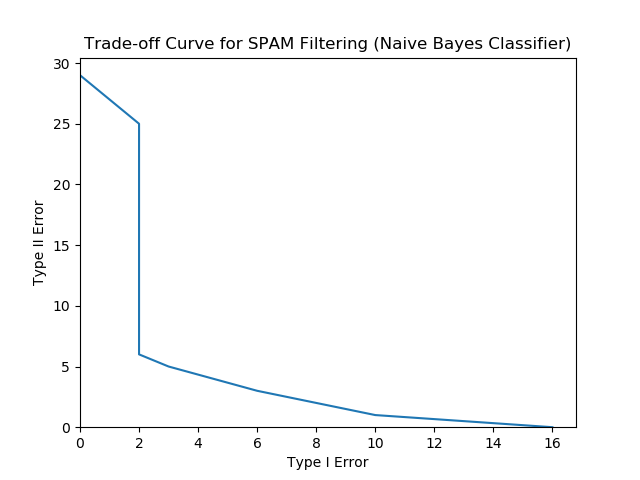 Trade-off Curve for SPAM Filtering (Naive Bayes Classifier)
30
25
20
15
10
5
0
Type II Error
0 2 4 6 8 10 12 14 16
Type I Error